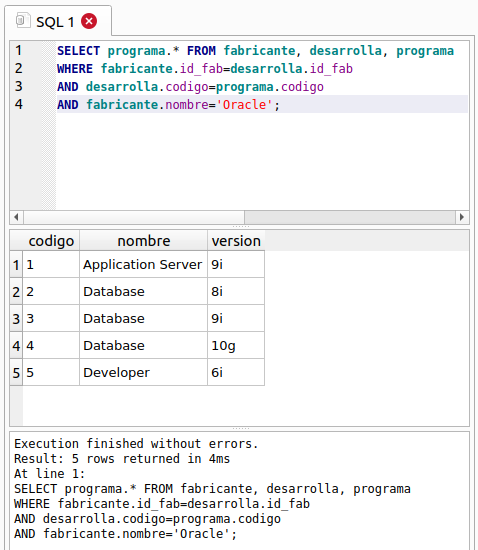 SQL 1
1 SELECT programa.* FROM fabricante, desarrolla, programa
2 WHERE fabricante.id_fab=desarrolla.id_fab
3 AND desarrolla.codigo=programa.codigo
4 AND fabricante.nombre='Oracle';
codigo nombre version
1 1 Application Server 9i
2 2 Database 8i
3 3 Database 9i
4 4 Database 10g
5 5 Developer 6i
Execution finished without errors.
Result: 5 rows returned in 4ms
At line 1:
SELECT programa.* FROM fabricante, desarrolla, programa
WHERE fabricante.id_fab=desarrolla.id_fab
AND desarrolla.codigo=programa.codigo
AND fabricante.nombre='Oracle';